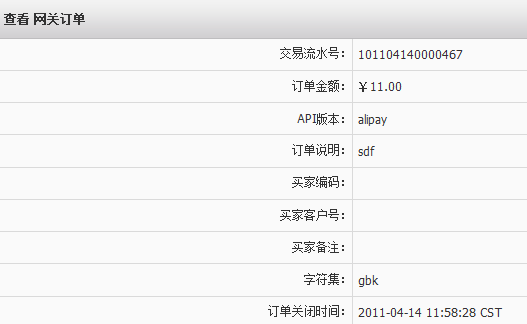 查看 网关订单
交易流水号： 101104140000467
订单金额： ￥11.00
API版本： alipay
订单说明： sdf
买家编码：
买家客户号：
买家备注：
字符集： gbk
订单关闭时间： 2011-04-14 11:58:28 CST